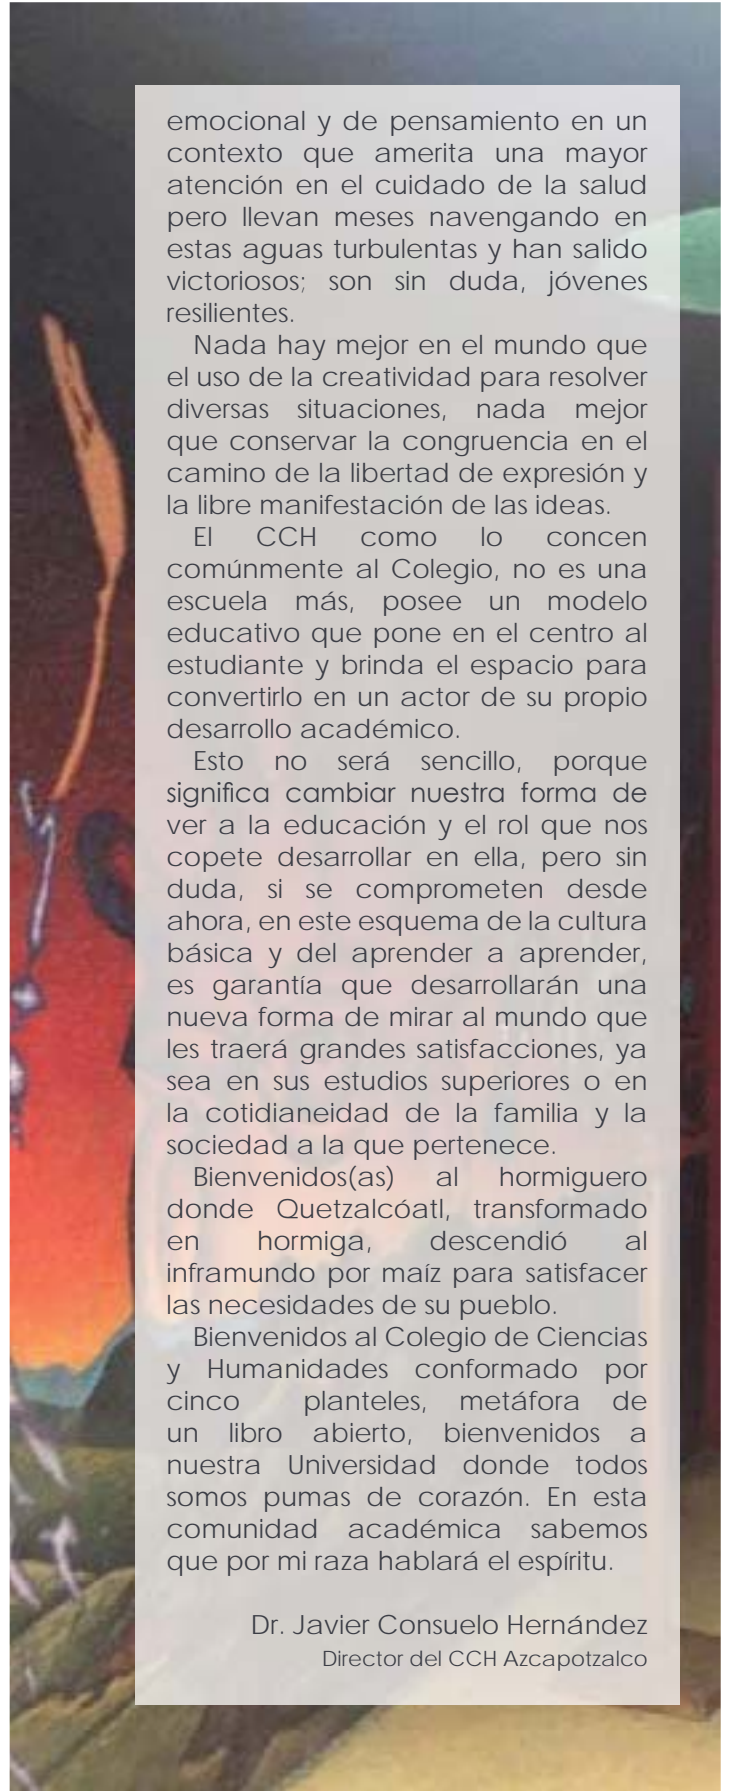 emocional y de pensamiento en un
contexto que amerita una mayor
atención en el cuidado de la salud
pero llevan meses navengando en
estas aguas turbulentas y han salido
victoriosos; son sin duda, jóvenes
resilientes.
Nada hay mejor en el mundo que
el uso de la creatividad para resolver
diversas situaciones, nada mejor
que conservar la congruencia en el
camino de la libertad de expresión y
la libre manifestación de las ideas.
El CCH como lo concen
comúnmente al Colegio, no es una
escuela más, posee un modelo
educativo que pone en el centro al
estudiante y brinda el espacio para
convertirlo en un actor de su propio
desarrollo académico.
Esto no será sencillo, porque
significa cambiar nuestra forma de
ver a la educación y el rol que nos
copete desarrollar en ella, pero sin
duda, si se comprometen desde
ahora, en este esquema de la cultura
básica y del aprender a aprender,
es garantía que desarrollarán una
nueva forma de mirar al mundo que
les traerá grandes satisfacciones, ya
sea en sus estudios superiores o en
la cotidianeidad de la familia y la
sociedad a la que pertenece.
Bienvenidos(as) al hormiguero
donde Quetzalcóatl, transformado
en hormiga, descendió al
inframundo por maíz para satisfacer
las necesidades de su pueblo.
Bienvenidos al Colegio de Ciencias
y Humanidades conformado por
cinco planteles, metáfora de
un libro abierto, bienvenidos a
nuestra Universidad donde todos
somos pumas de corazón. En esta
comunidad académica sabemos
que por mi raza hablará el espíritu.
Dr. Javier Consuelo Hernández
Director del CCH Azcapotzalco